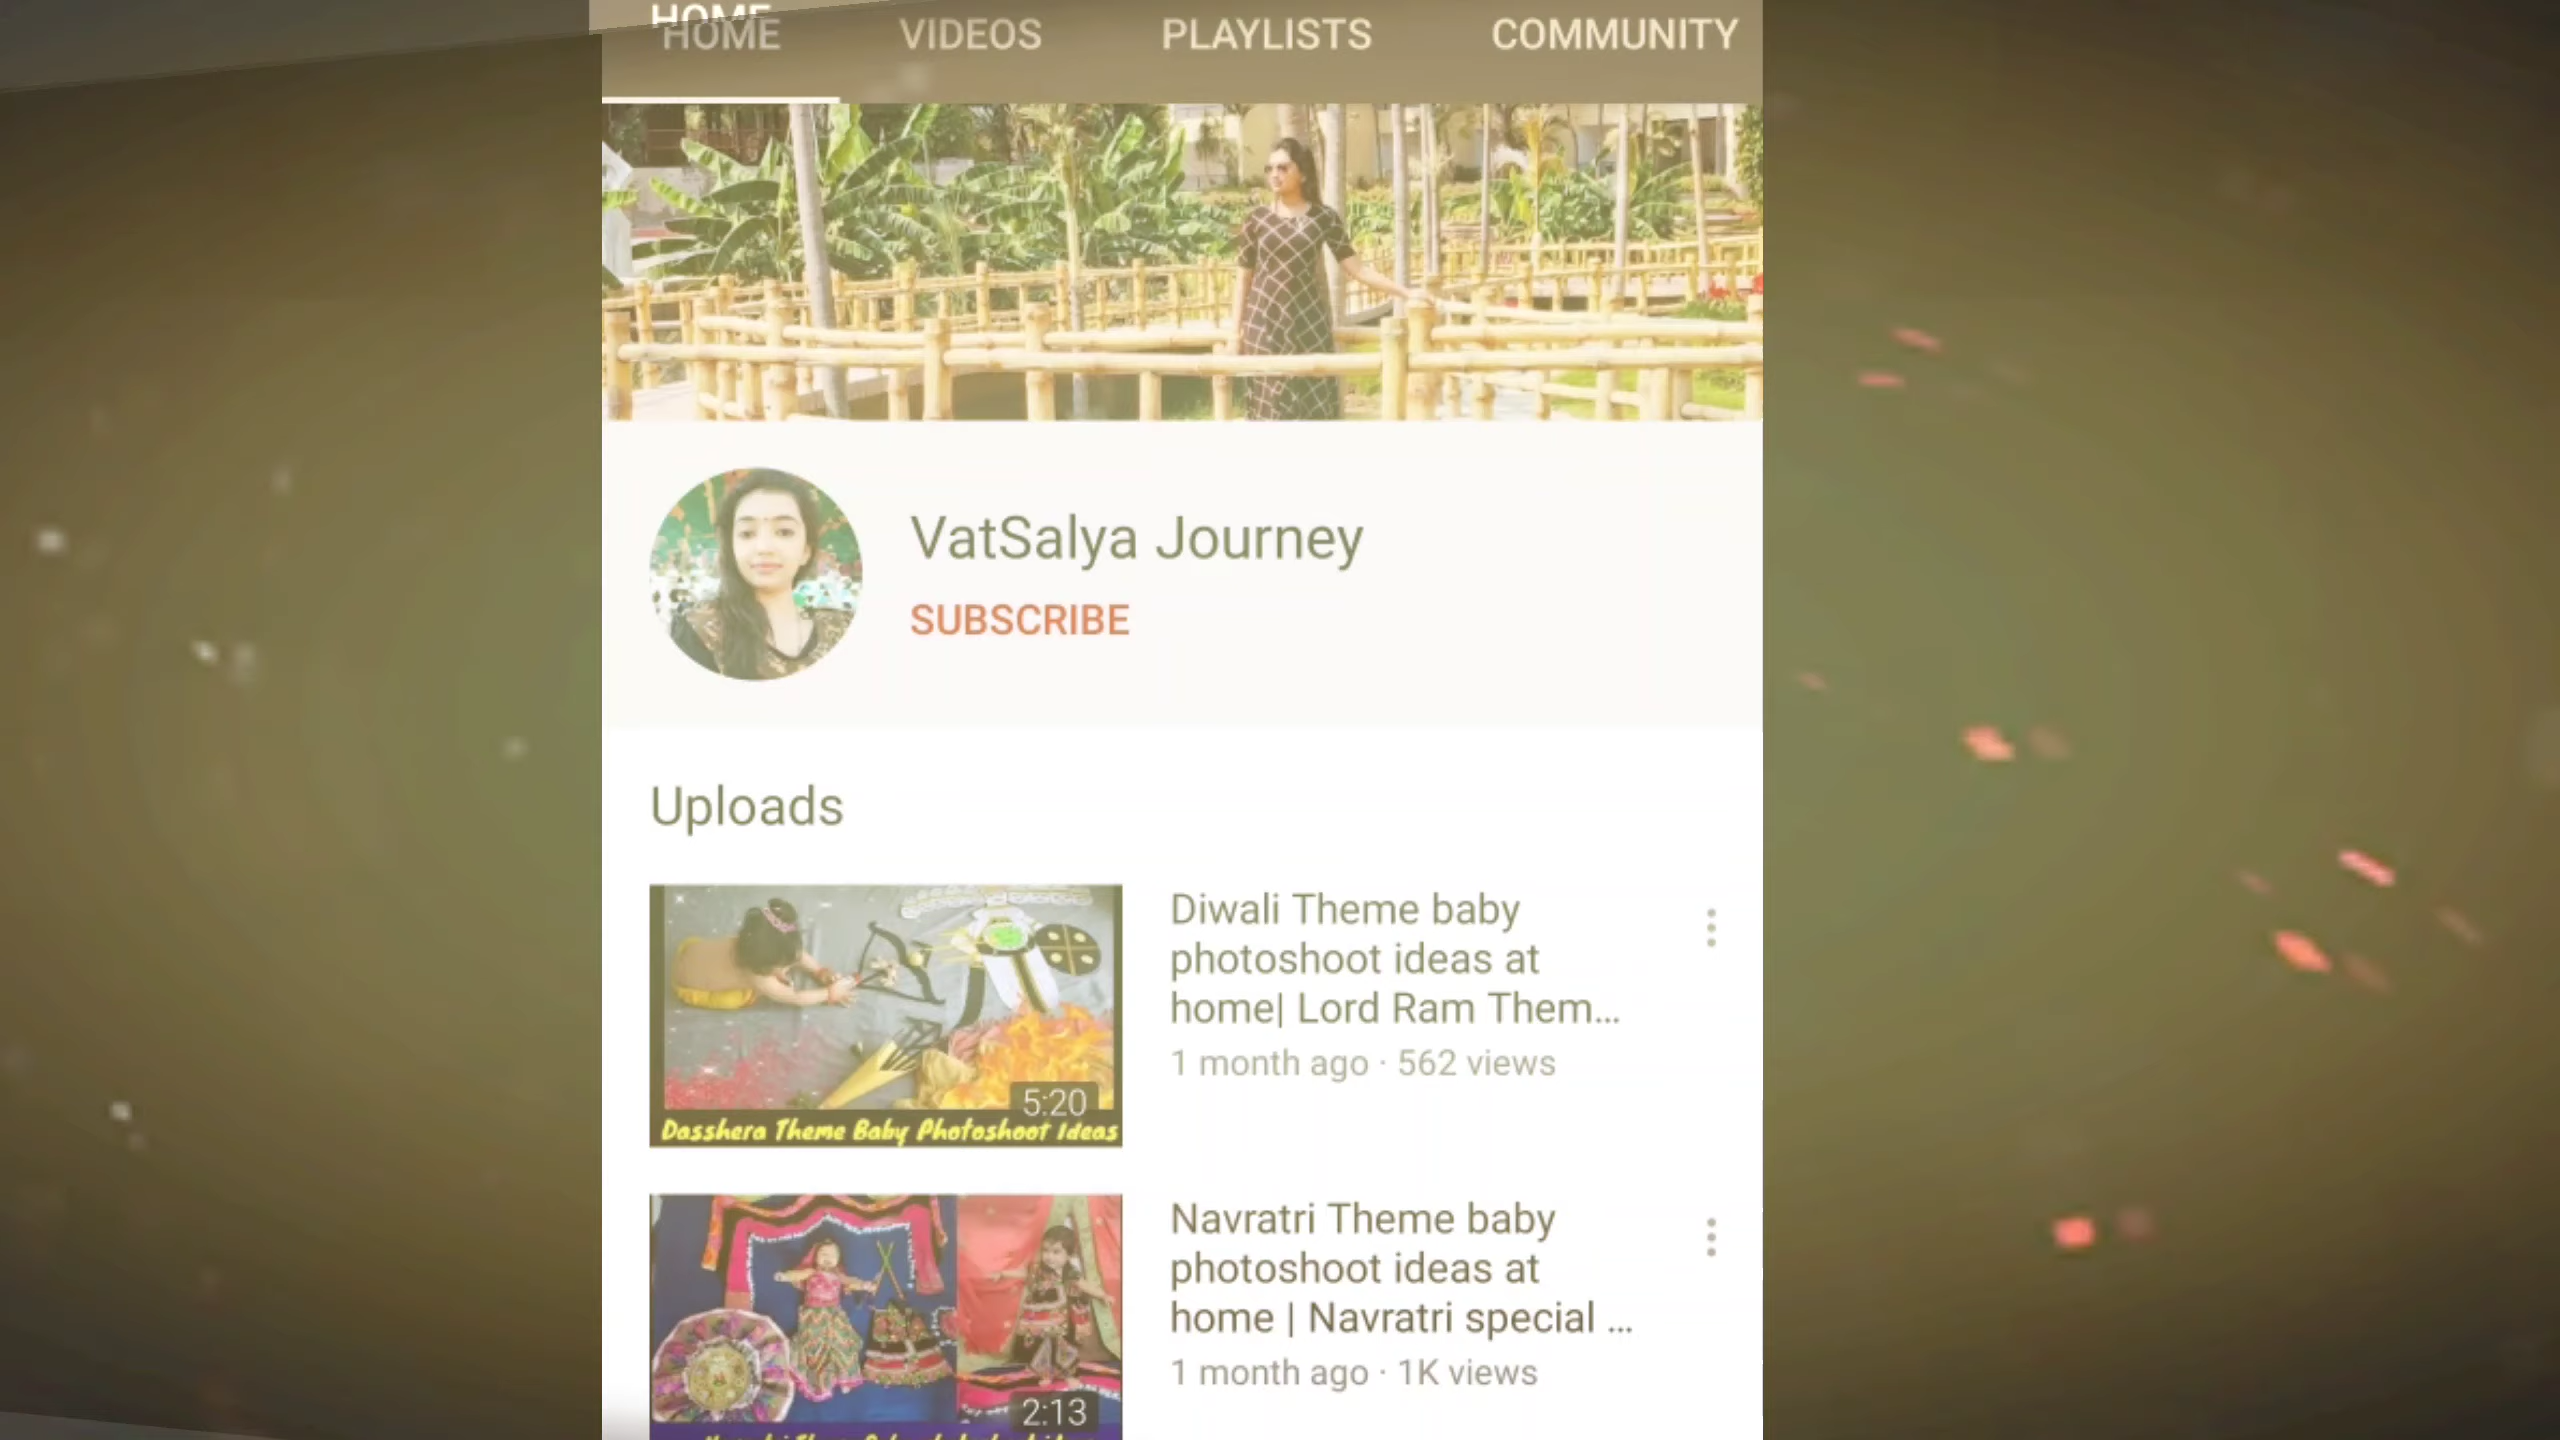 HOME
HOME VIDEOS PLAYLISTS COMMUNITY
VatSalya Journey
SUBSCRIBE
Uploads
Diwali Theme baby
photoshoot ideas at
home| Lord Ram Them...
1 month ago · 562 views
5:20
Dasshera Theme Baby Photoshoot Ideas
Navratri Theme baby
photoshoot ideas at
home | Navratri special ...
1 month ago · 1K views
2:13